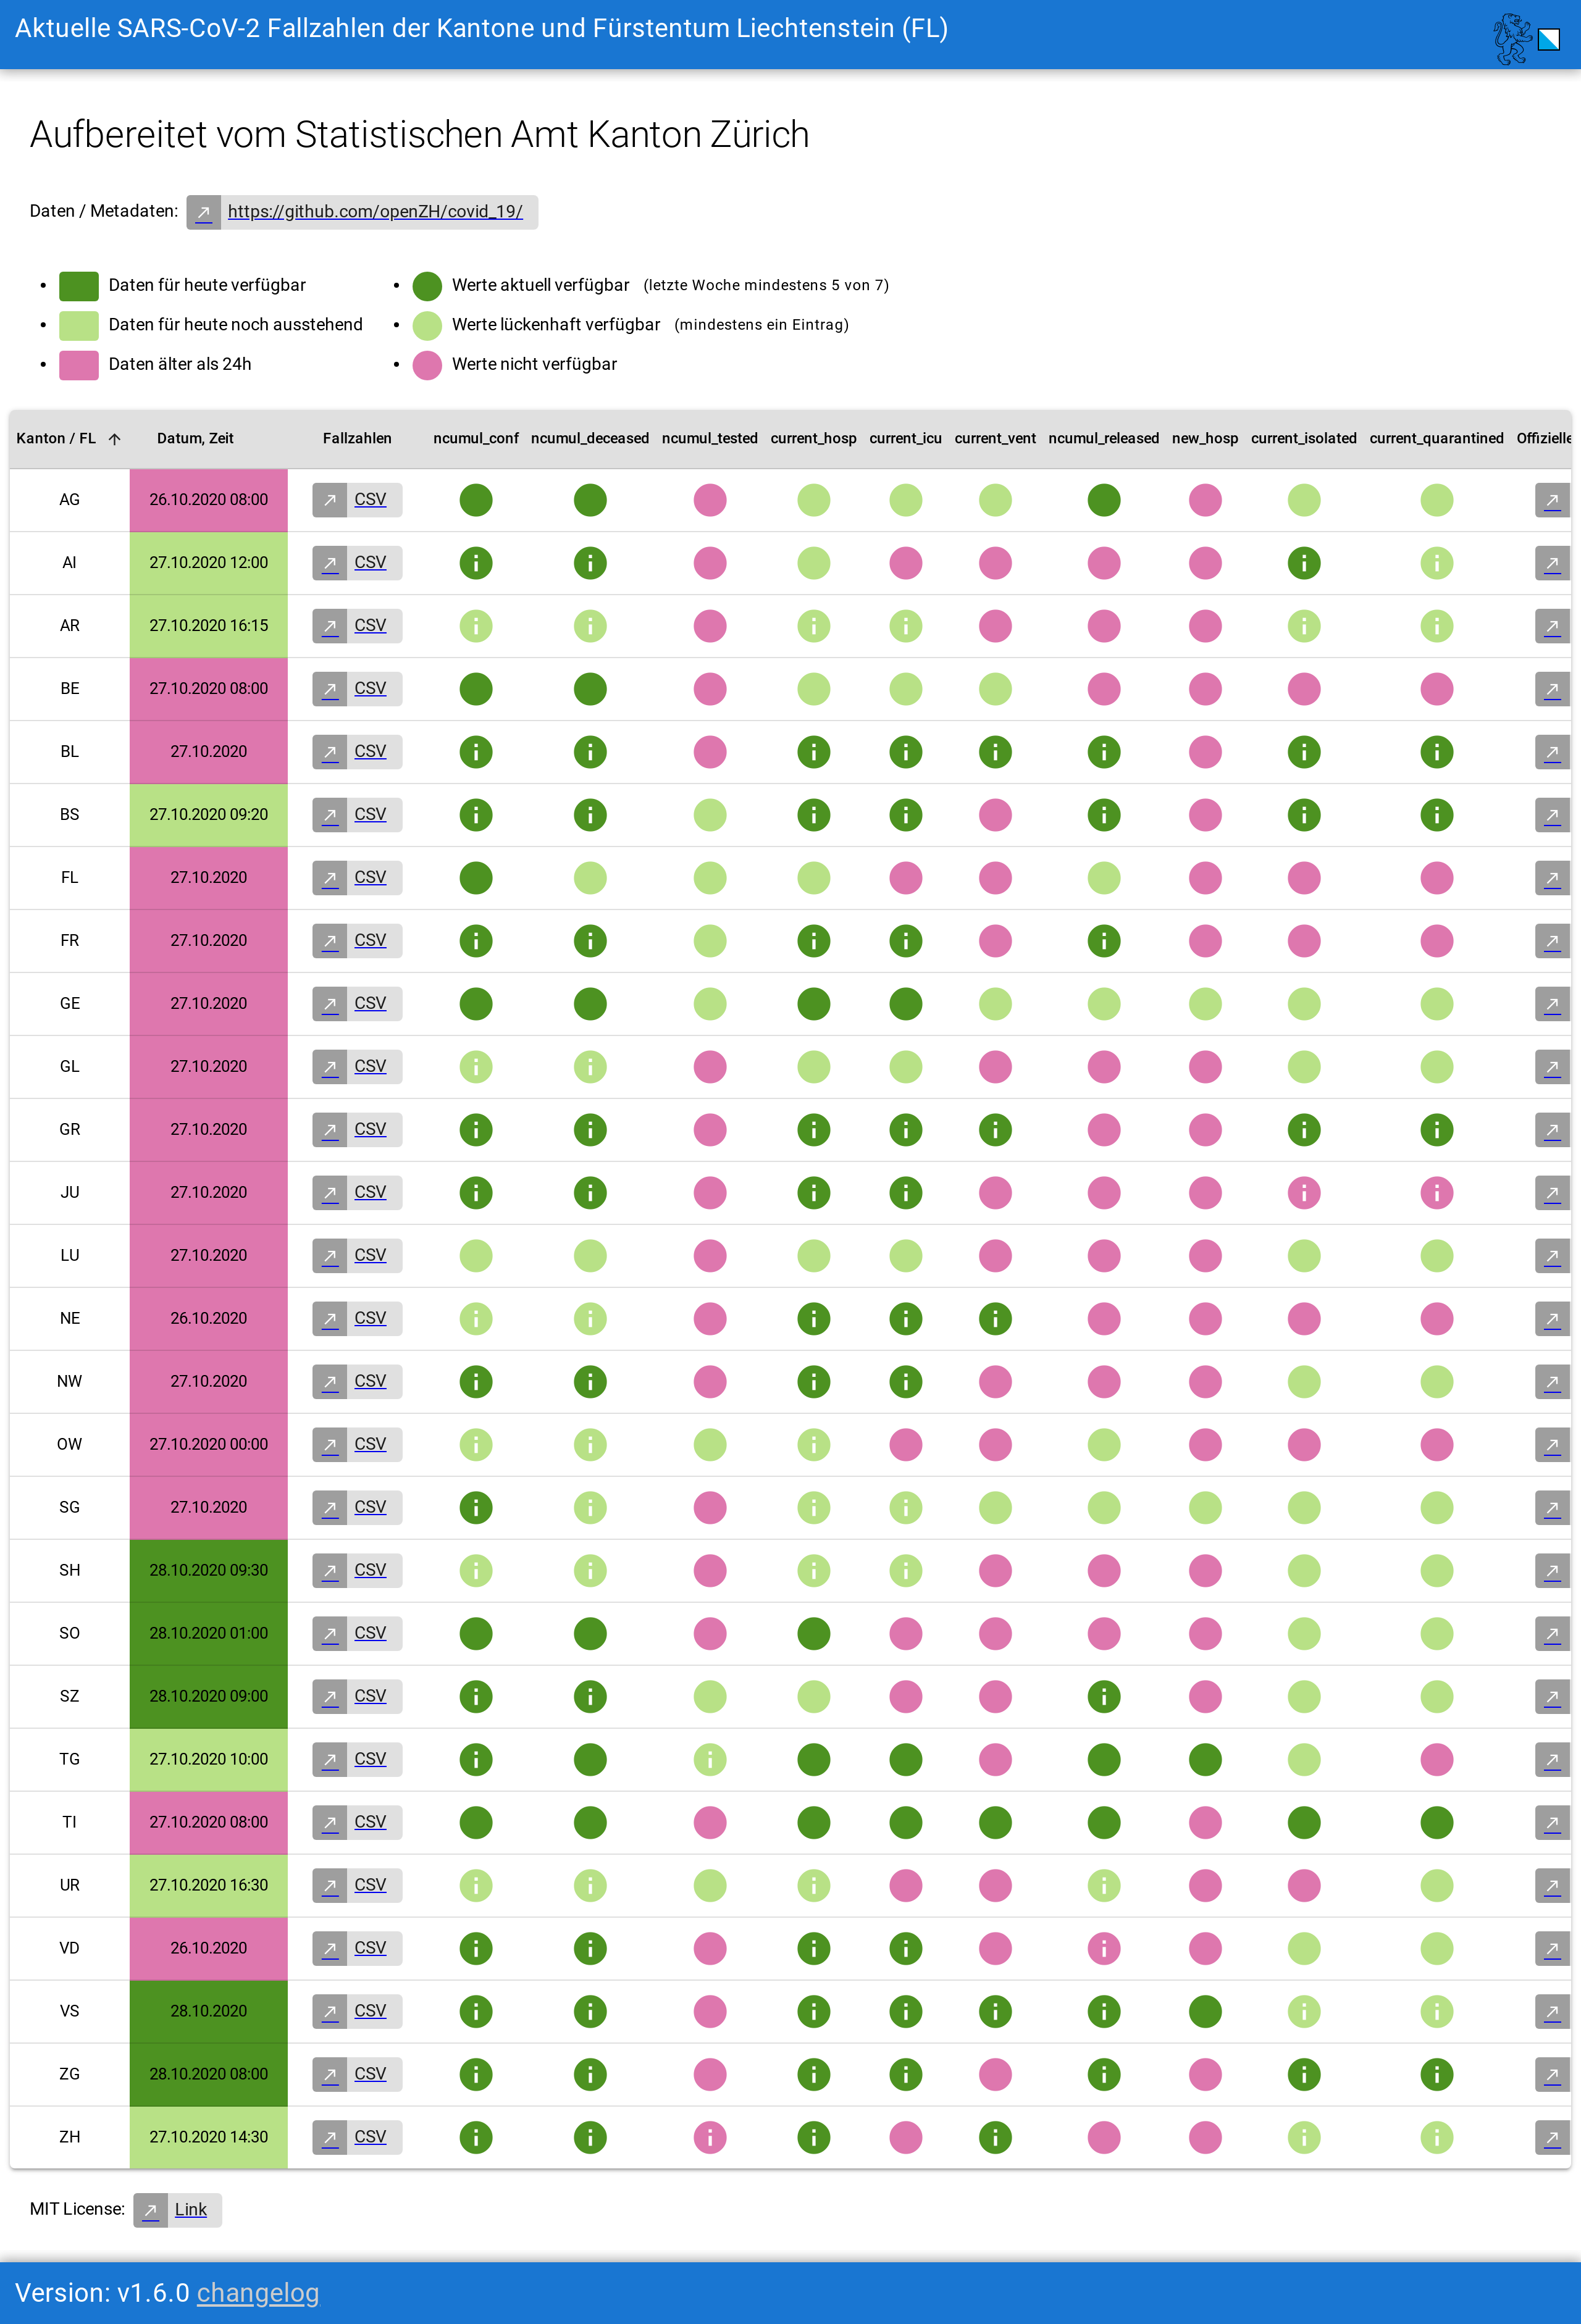 Aktuelle SARS-CoV-2 Fallzahlen der Kantone und Fürstentum Liechtenstein (FL)
Aufbereitet vom Statistischen Amt Kanton Zürich
Daten / Metadaten: https://github.com/openZH/covid_19/
Daten für heute verfügbar
Daten für heute noch ausstehend
Daten älter als 24h
Werte aktuell verfügbar (letzte Woche mindestens 5 von 7)
Werte lückenhaft verfügbar (mindestens ein Eintrag)
Werte nicht verfügbar
Kanton / FL Datum, Zeit Fallzahlen ncumul_conf ncumul_deceased ncumul_tested current_hosp current_icu current_vent ncumul_released new_hosp current_isolated current_quarantined Offizielle
AG 26.10.2020 08:00 CSV
AI 27.10.2020 12:00 CSV
AR 27.10.2020 16:15 CSV
BE 27.10.2020 08:00 CSV
BL 27.10.2020 CSV
BS 27.10.2020 09:20 CSV
FL 27.10.2020 CSV
FR 27.10.2020 CSV
GE 27.10.2020 CSV
GL 27.10.2020 CSV
GR 27.10.2020 CSV
JU 27.10.2020 CSV
LU 27.10.2020 CSV
NE 26.10.2020 CSV
NW 27.10.2020 CSV
OW 27.10.2020 00:00 CSV
SG 27.10.2020 CSV
SH 28.10.2020 09:30 CSV
SO 28.10.2020 01:00 CSV
SZ 28.10.2020 09:00 CSV
TG 27.10.2020 10:00 CSV
TI 27.10.2020 08:00 CSV
UR 27.10.2020 16:30 CSV
VD 26.10.2020 CSV
VS 28.10.2020 CSV
ZG 28.10.2020 08:00 CSV
ZH 27.10.2020 14:30 CSV
MIT License: Link
Version: v1.6.0 changelog